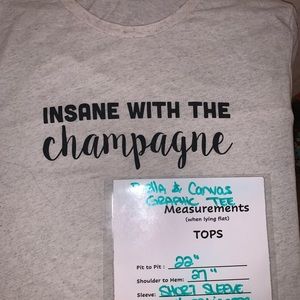 INSANE WITH THE
champagne
Bella & Canvas
GRAPHIC TEE
Measurements
(when lying flat)
TOPS
Pit to Pit: 22"
Shoulder to Hem: 27"
Sleeve: SHORT SLEEVE